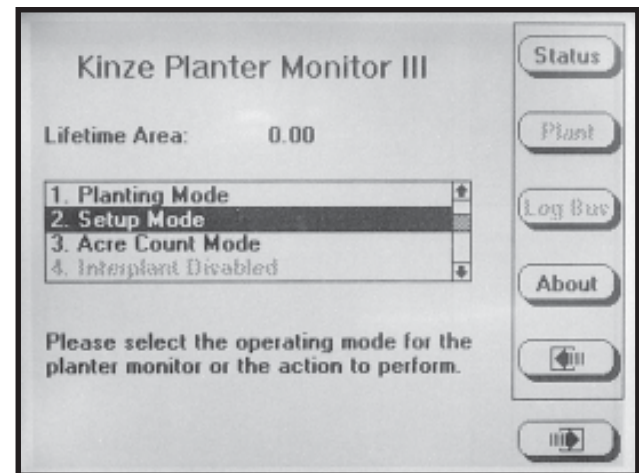 Kinze Planter Monitor III
Lifetime Area: 0.00
1. Planting Mode
2. Setup Mode
3. Acre Count Mode
4. Interplant Disabled
Please select the operating mode for the
planter monitor or the action to perform.
Status
Plant
Log Bus
About